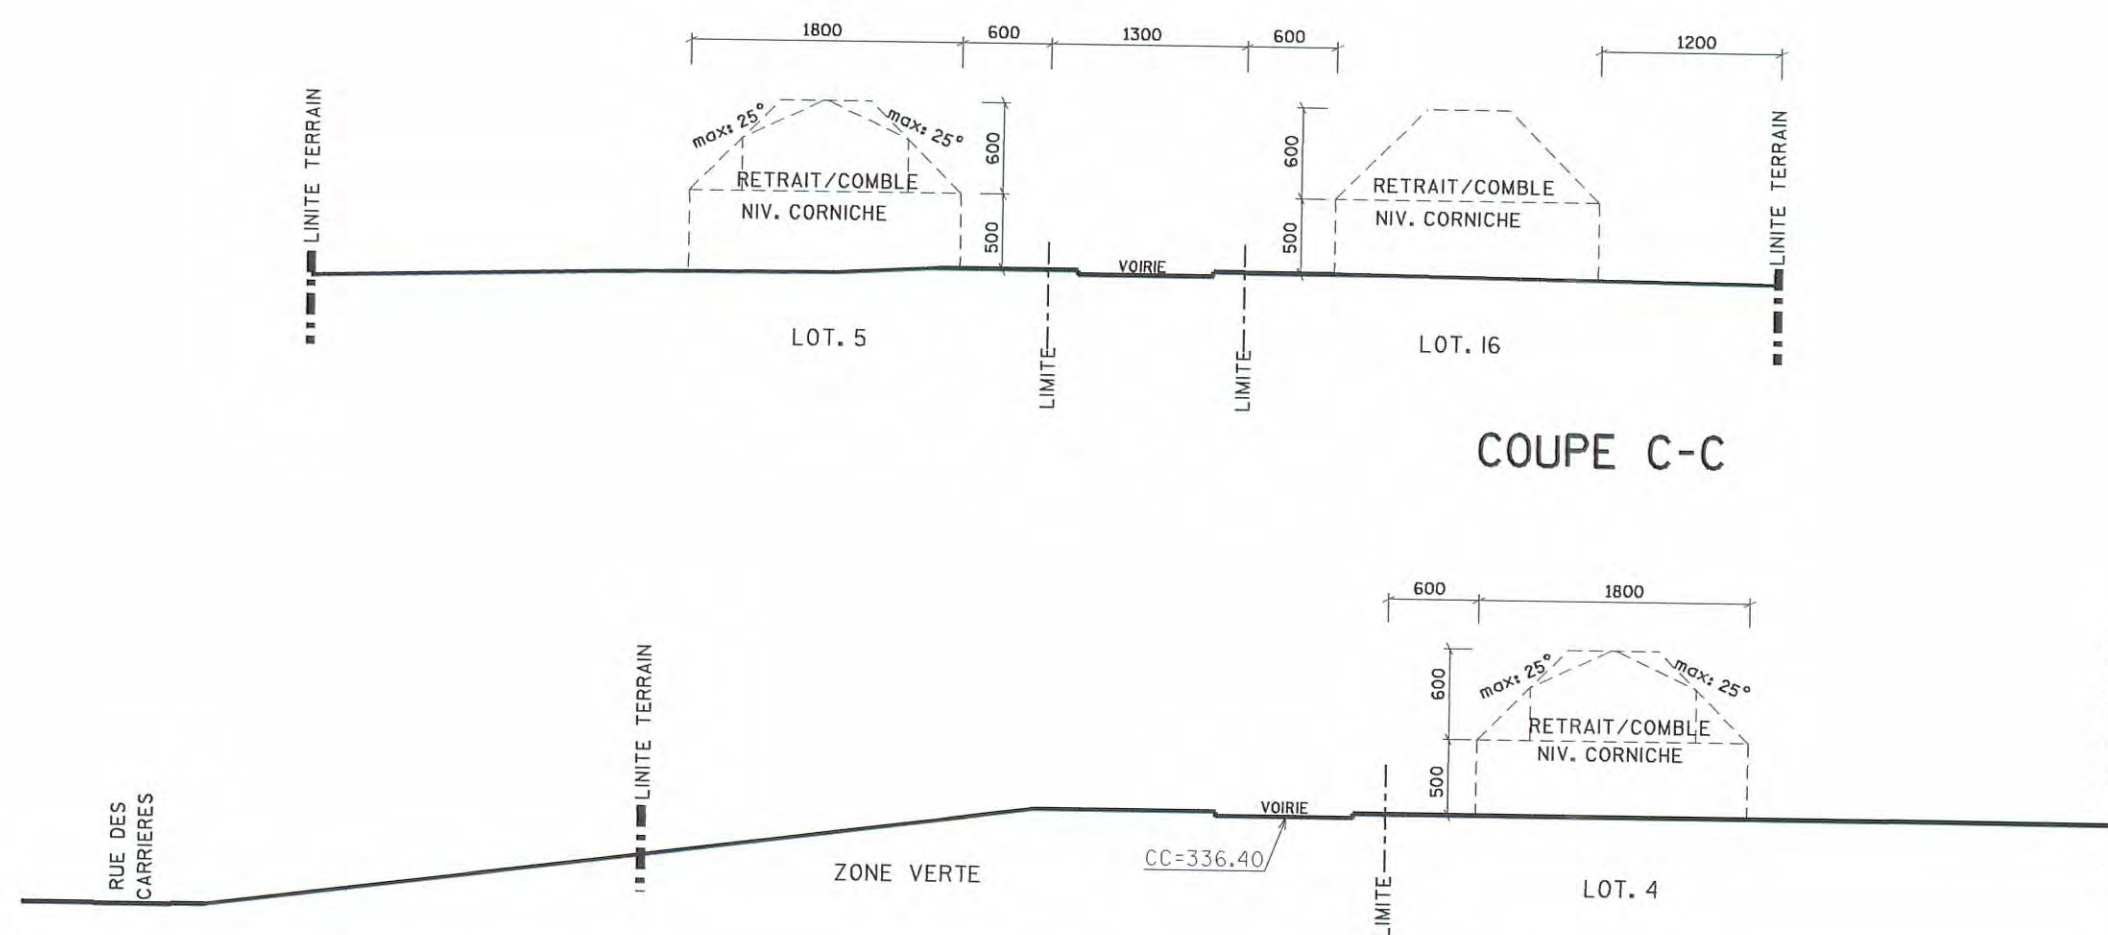 1800
600
1300
600
1200
LINITE TERRAIN
max: 25°
max: 25°
600
500
RETRAIT/COMBLE
NIV. CORNICHE
600
500
RETRAIT/COMBLE
NIV. CORNICHE
LINITE TERRAIN
VOIRIE
LOT. 5
LIMITE
LIMITE
LOT. 16
COUPE C-C
600
1800
LINITE TERRAIN
max: 25°
max: 25°
600
500
RETRAIT/COMBLE
NIV. CORNICHE
RUE DES
CARRIERES
VOIRIE
ZONE VERTE
CC=336.40
LIMITE
LOT. 4